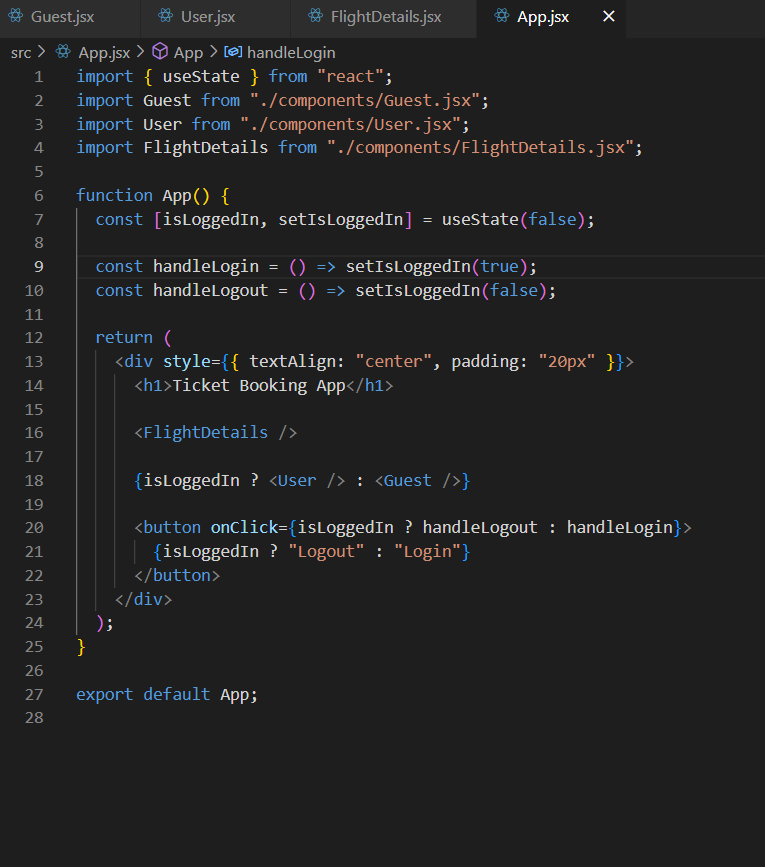 Guest.jsx User.jsx FlightDetails.jsx App.jsx ×
src > App.jsx > App > handleLogin
1 import { useState } from "react";
2 import Guest from "./components/Guest.jsx";
3 import User from "./components/User.jsx";
4 import FlightDetails from "./components/FlightDetails.jsx";
5
6 function App() {
7   const [isLoggedIn, setIsLoggedIn] = useState(false);
8
9   const handleLogin = () => setIsLoggedIn(true);
10   const handleLogout = () => setIsLoggedIn(false);
11
12   return (
13     <div style={{ textAlign: "center", padding: "20px" }}>
14       <h1>Ticket Booking App</h1>
15
16       <FlightDetails />
17
18       {isLoggedIn ? <User /> : <Guest />}
19
20       <button onClick={isLoggedIn ? handleLogout : handleLogin}>
21         {isLoggedIn ? "Logout" : "Login"}
22       </button>
23     </div>
24   );
25 }
26
27 export default App;
28